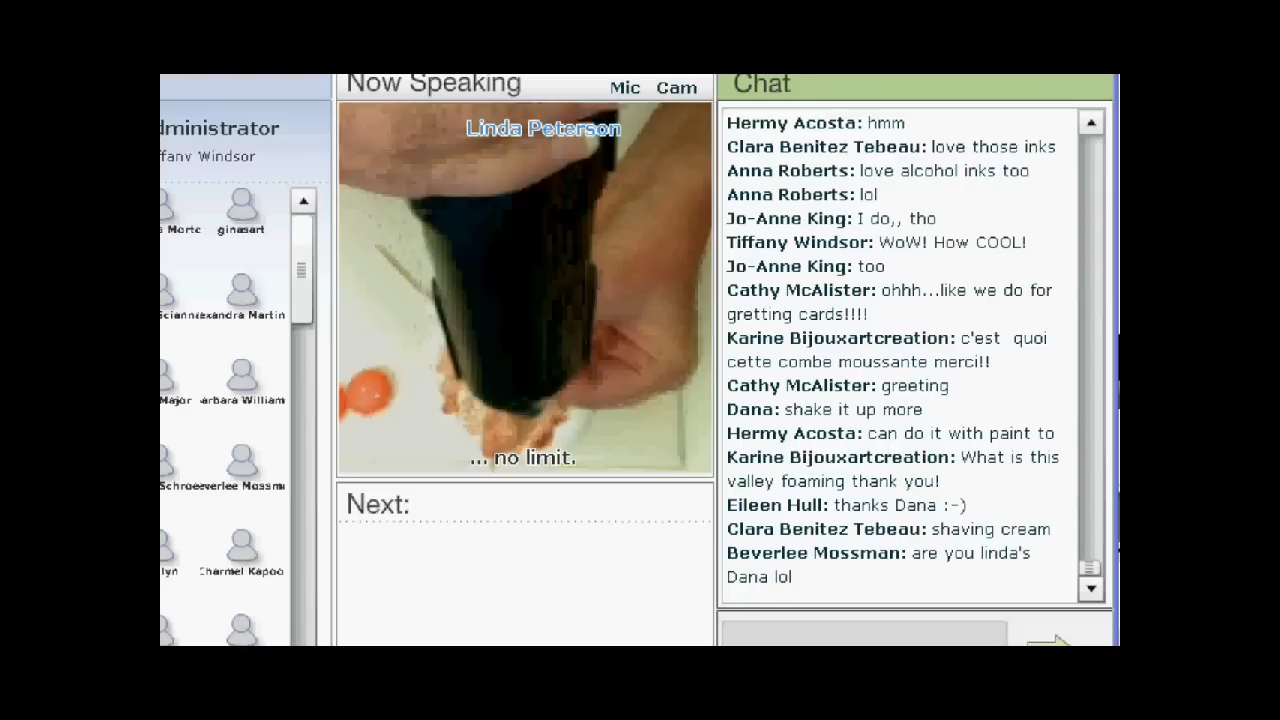 Now Speaking
Mic Cam
Chat
dministrator
ffany Windsor
ginasart
exandra Martin
Major
arbara William
everlee Mossma
lyn
Charmel Kapoo
Linda Peterson
... no limit.
Next:
Hermy Acosta: hmm
Clara Benitez Tebeau: love those inks
Anna Roberts: love alcohol inks too
Anna Roberts: lol
Jo-Anne King: I do,, tho
Tiffany Windsor: WoW! How COOL!
Jo-Anne King: too
Cathy McAlister: ohhh...like we do for
gretting cards!!!!
Karine Bijouxartcreation: c'est quoi
cette combe moussante merci!!
Cathy McAlister: greeting
Dana: shake it up more
Hermy Acosta: can do it with paint to
Karine Bijouxartcreation: What is this
valley foaming thank you!
Eileen Hull: thanks Dana :-)
Clara Benitez Tebeau: shaving cream
Beverlee Mossman: are you linda's
Dana lol